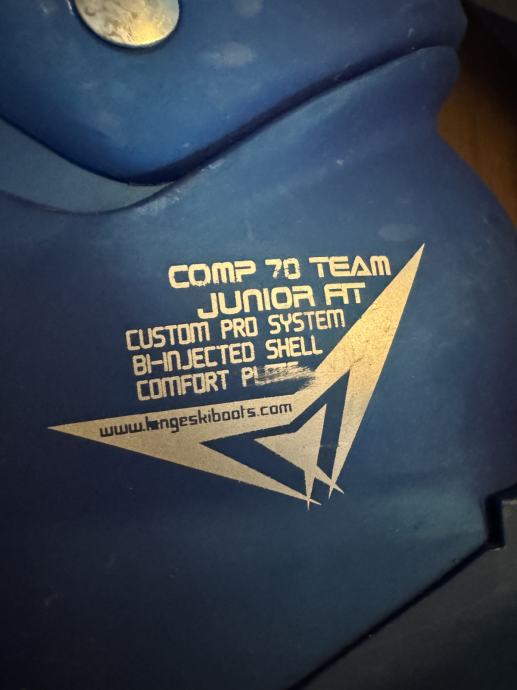 COMP 70 TEAM
JUNIOR FIT
CUSTOM PRO SYSTEM
BI-INJECTED SHELL
COMFORT
www.langeskiboots.com